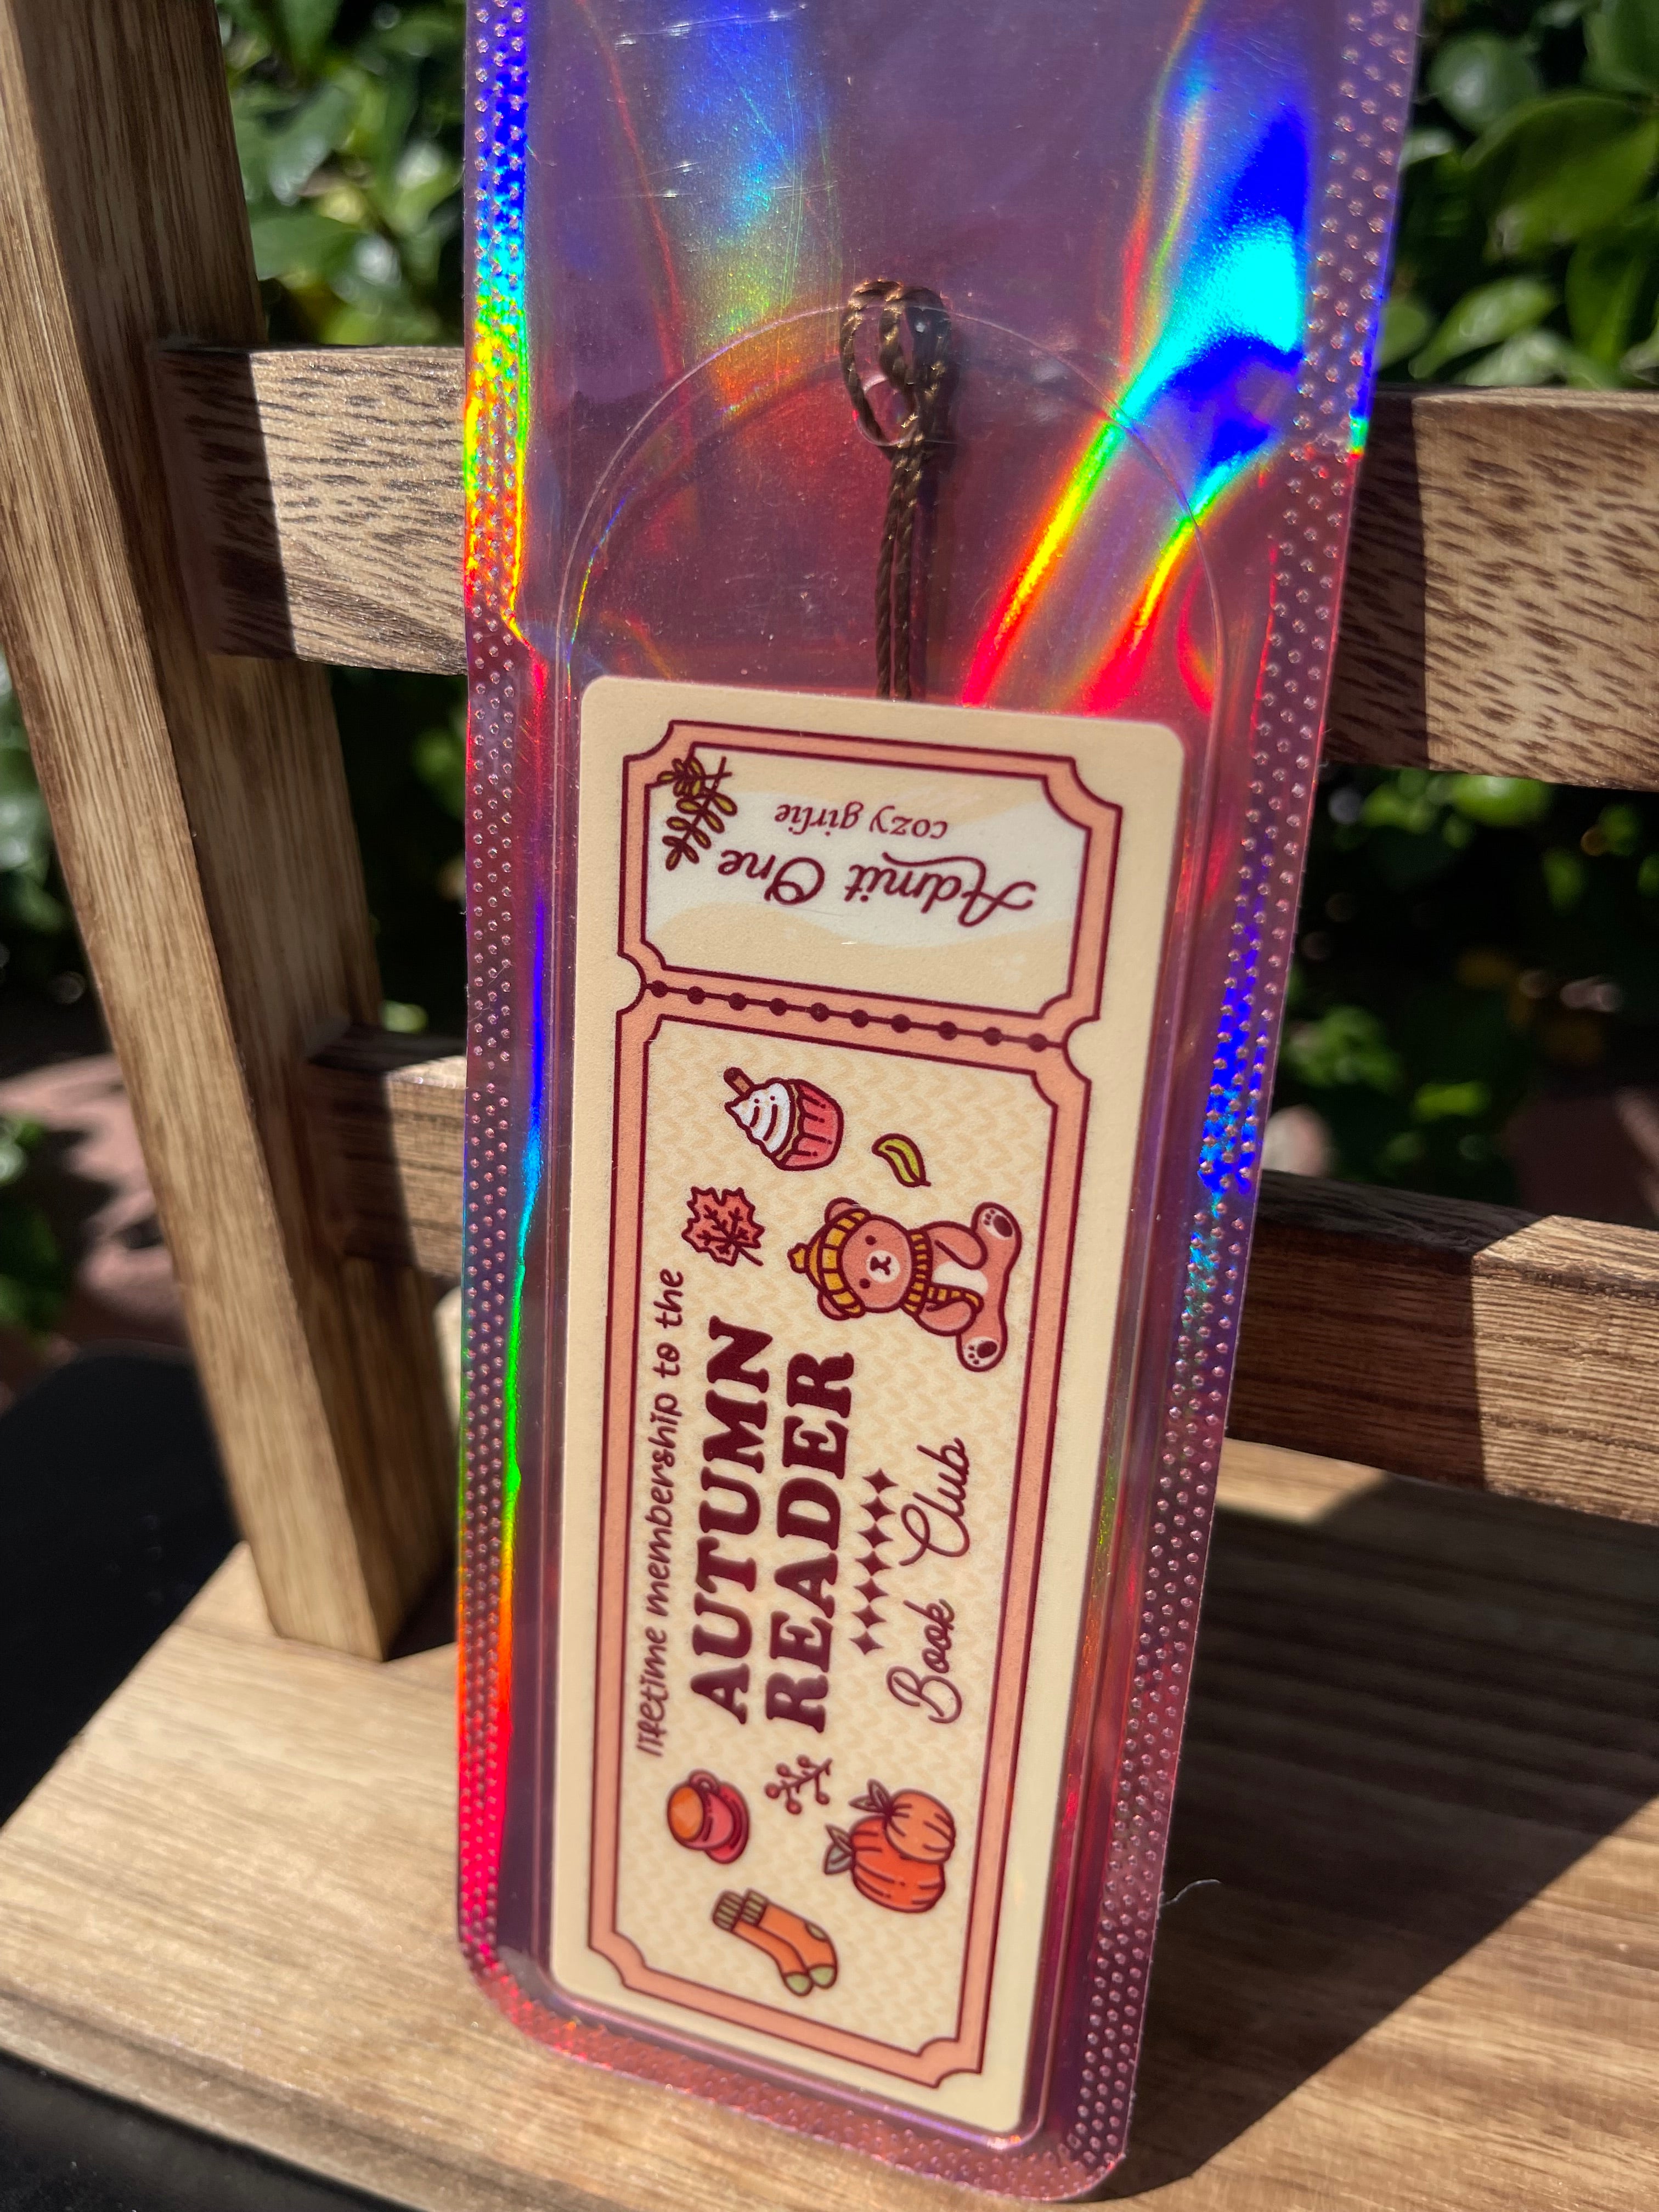 Admit One
cozy girlie
lifetime membership to the
AUTUMN
READER
Book Club